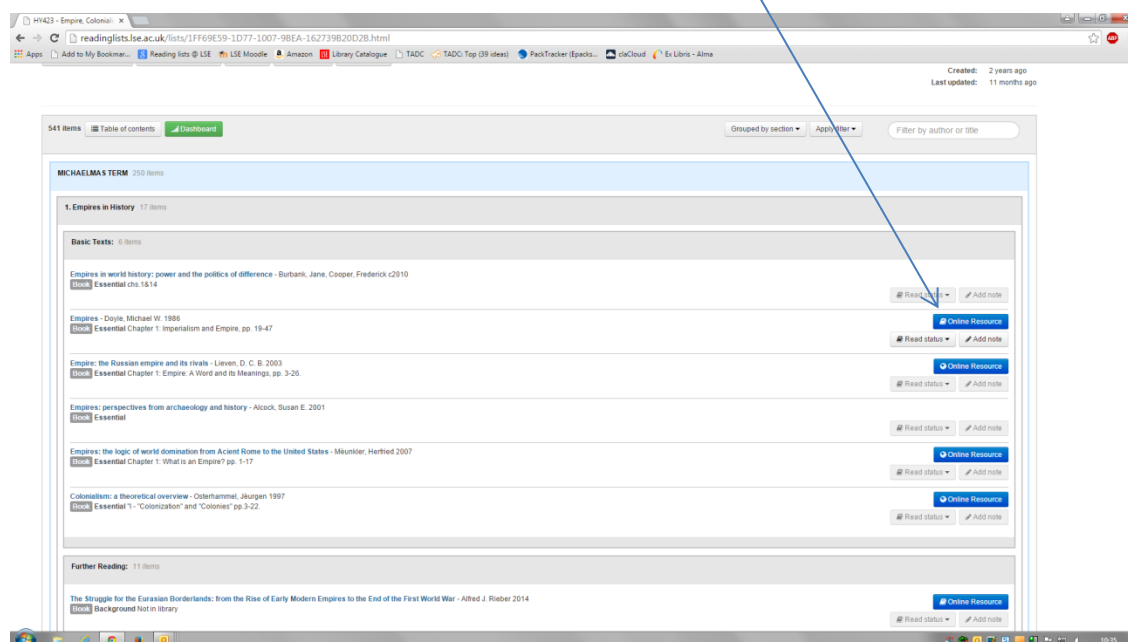 HY423 - Empire, Colonial ×
readinglists.lse.ac.uk/lists/1FF69E59-1D77-1007-9BEA-162739B20D2B.html
Apps Add to My Bookmar... Reading lists @ LSE LSE Moodle Amazon Library Catalogue TADC TADC: Top (39 ideas) PackTracker (Epacks... claCloud Ex Libris - Alma
Created: 2 years ago
Last updated: 11 months ago
541 items Table of contents Dashboard Grouped by section Apply filter Filter by author or title
MICHAELMAS TERM 250 items
1. Empires in History 17 items
Basic Texts: 6 items
Empires in world history: power and the politics of difference - Burbank, Jane, Cooper, Frederick c2010
Book Essential chs.1&14
Read status Add note
Empires - Doyle, Michael W. 1986
Online Resource
Book Essential Chapter 1: Imperialism and Empire, pp. 19-47
Read status Add note
Empire: the Russian empire and its rivals - Lieven, D. C. B. 2003
Online Resource
Book Essential Chapter 1: Empire: A Word and its Meanings, pp. 3-26.
Read status Add note
Empires: perspectives from archaeology and history - Alcock, Susan E. 2001
Book Essential
Read status Add note
Empires: the logic of world domination from Acient Rome to the United States - Mèunkler, Herfried 2007
Online Resource
Book Essential Chapter 1: What is an Empire? pp. 1-17
Read status Add note
Colonialism: a theoretical overview - Osterhammel, Jèurgen 1997
Online Resource
Book Essential "I - "Colonization" and "Colonies" pp.3-22.
Read status Add note
Further Reading: 11 items
The Struggle for the Eurasian Borderlands: from the Rise of Early Modern Empires to the End of the First World War - Alfred J. Rieber 2014
Online Resource
Book Background Not in library
Read status Add note
10:35